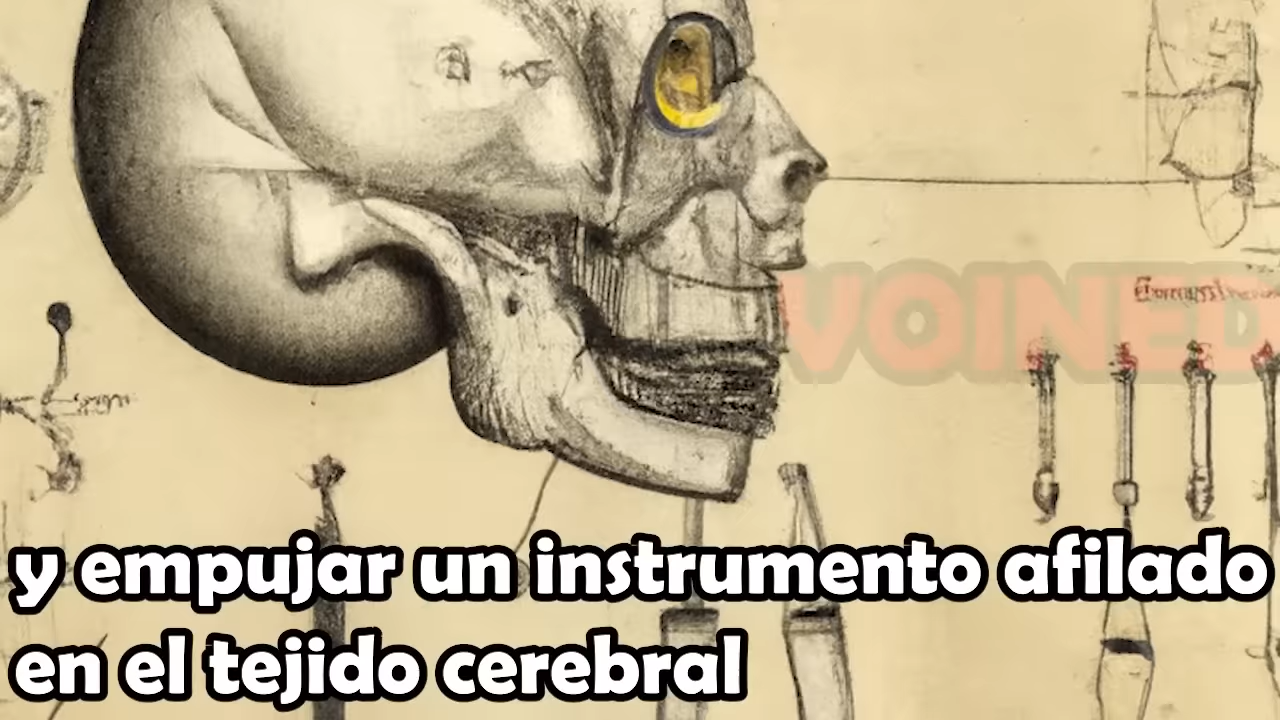 VOINED
y empujar un instrumento afilado
en el tejido cerebral